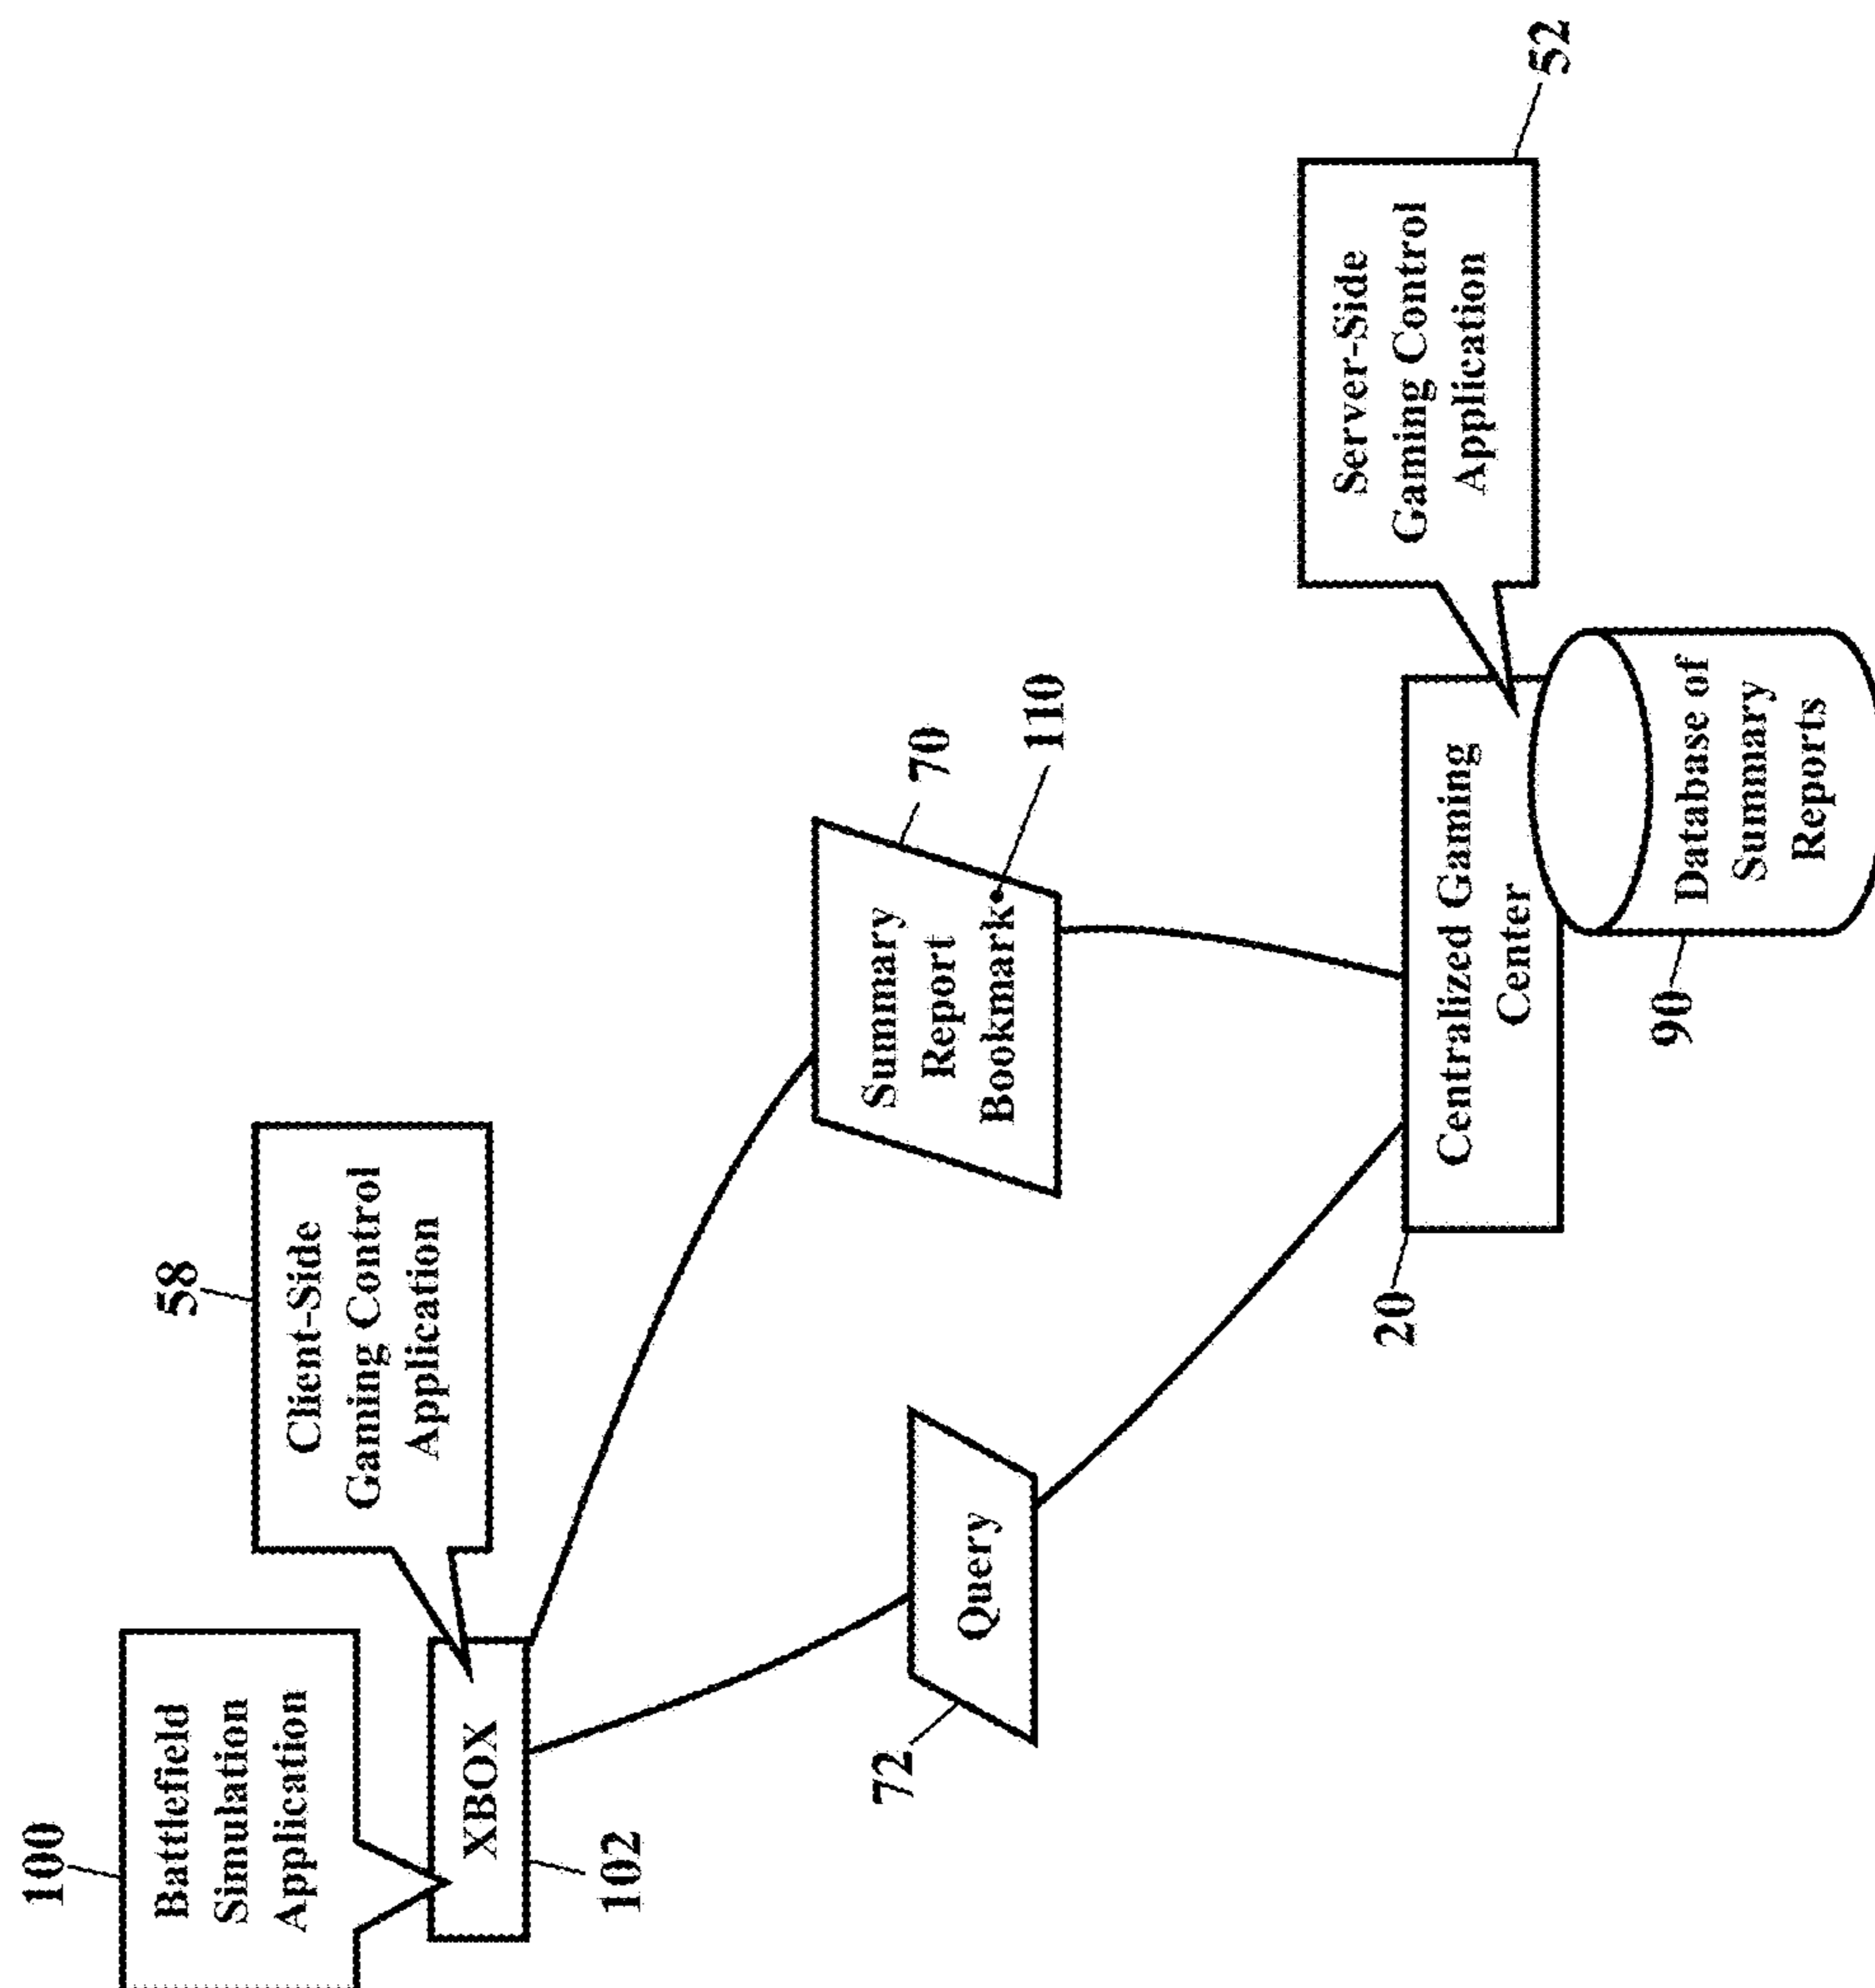 100
Battlefield
Simulation
Application
58
Client-Side
Gaming Control
Application
XBOX
102
70
Summary
Report
Bookmark
110
72
Query
52
Server-Side
Gaming Control
Application
20
Centralized Gaming
Center
90
Database of
Summary
Reports